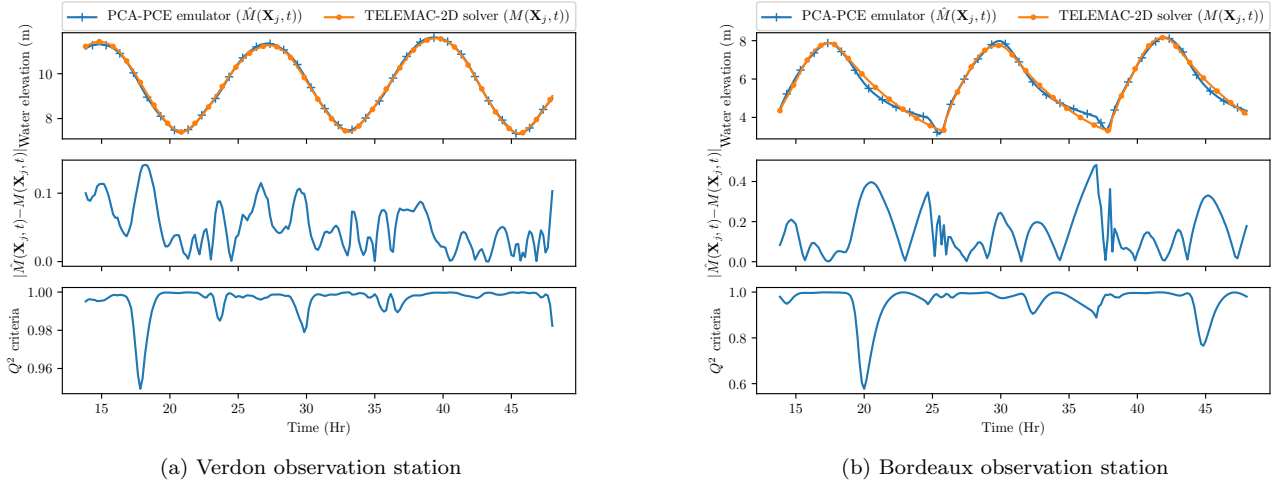 PCA-PCE emulator (M̂(X_j, t)) TELEMAC-2D solver (M(X_j, t))
Water elevation (m)
10
8
|M̂(X_j, t)−M(X_j, t)|
0.1
0.0
Q² criteria
1.00
0.98
0.96
15 20 25 30 35 40 45
Time (Hr)
(a) Verdon observation station
PCA-PCE emulator (M̂(X_j, t)) TELEMAC-2D solver (M(X_j, t))
Water elevation (m)
8
6
4
|M̂(X_j, t)−M(X_j, t)|
0.4
0.2
0.0
Q² criteria
1.0
0.8
0.6
15 20 25 30 35 40 45
Time (Hr)
(b) Bordeaux observation station